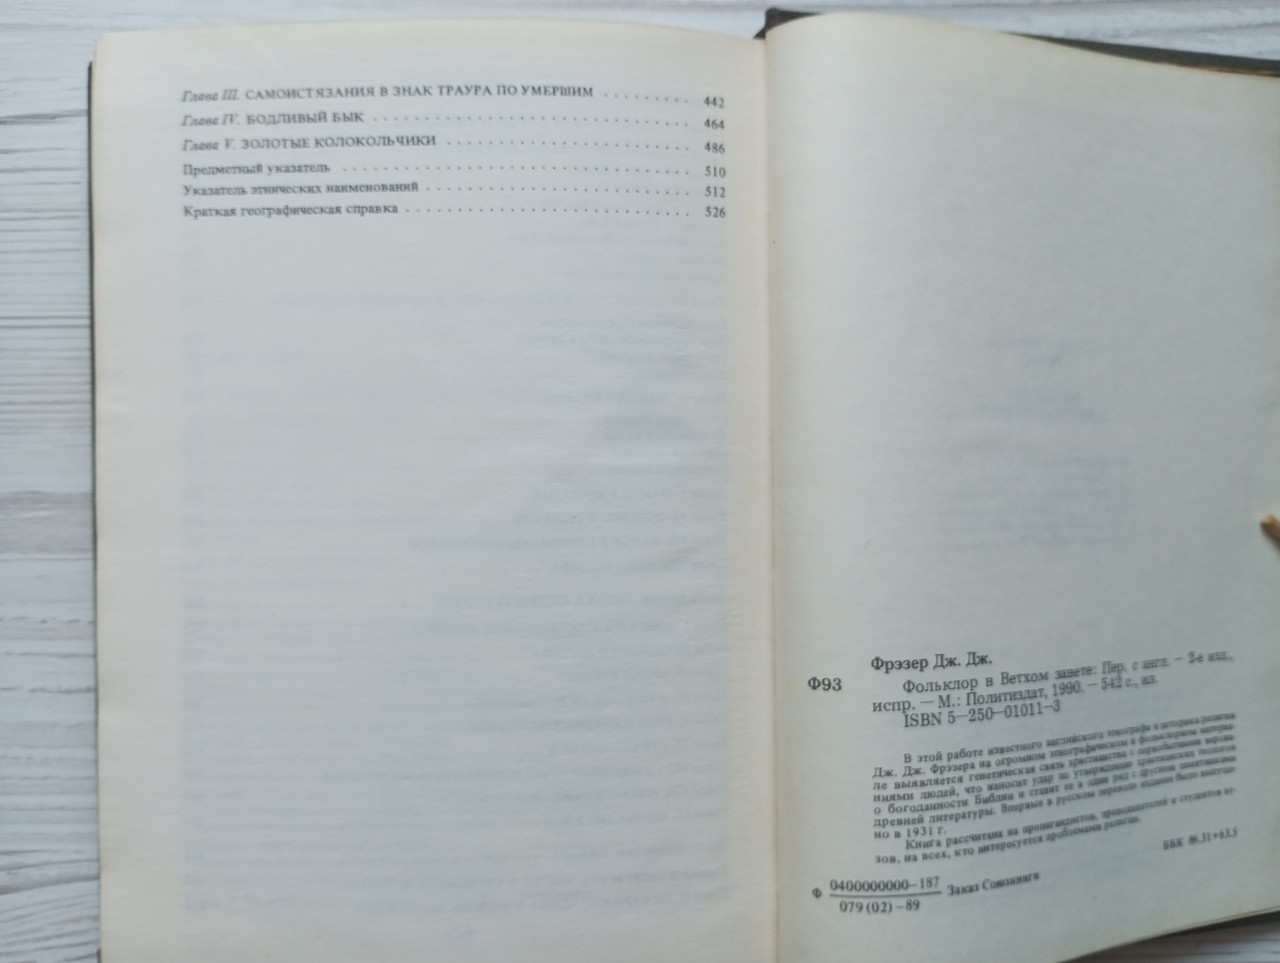 Глава III. САМОИСТЯЗАНИЯ В ЗНАК ТРАУРА ПО УМЕРШИМ . . . . . . . . . 442
Глава IV. БОДЛИВЫЙ БЫК . . . . . . . . . . . . . . . . . . . . . . . . . . . . . . 464
Глава V. ЗОЛОТЫЕ КОЛОКОЛЬЧИКИ . . . . . . . . . . . . . . . . . . . . . . . 486
Предметный указатель . . . . . . . . . . . . . . . . . . . . . . . . . . . . . . . . 510
Указатель этнических наименований . . . . . . . . . . . . . . . . . . . . . . . . . 512
Краткая географическая справка . . . . . . . . . . . . . . . . . . . . . . . . . . . 526
Фрэзер Дж. Дж.
Ф93
Фольклор в Ветхом завете: Пер. с англ. — 2-е изд.,
испр. — М.: Политиздат, 1990. — 542 с., ил.
ISBN 5—250—01011—3
В этой работе известного английского этнографа и историка религии
Дж. Дж. Фрэзера на огромном этнографическом и фольклорном материа-
ле выявляется генетическая связь христианства с первобытными верова-
ниями людей, что наносит удар по утверждению христианских теологов
о богоданности Библии и ставит ее в один ряд с другими памятниками
древней литературы. Впервые в русском переводе издание было выпуще-
но в 1931 г.
Книга рассчитана на пропагандистов, преподавателей и студентов ву-
зов, на всех, кто интересуется проблемами религии.
ББК 86.31+63.5
Ф 0400000000—187
079(02)—89 Заказ Союзкниги